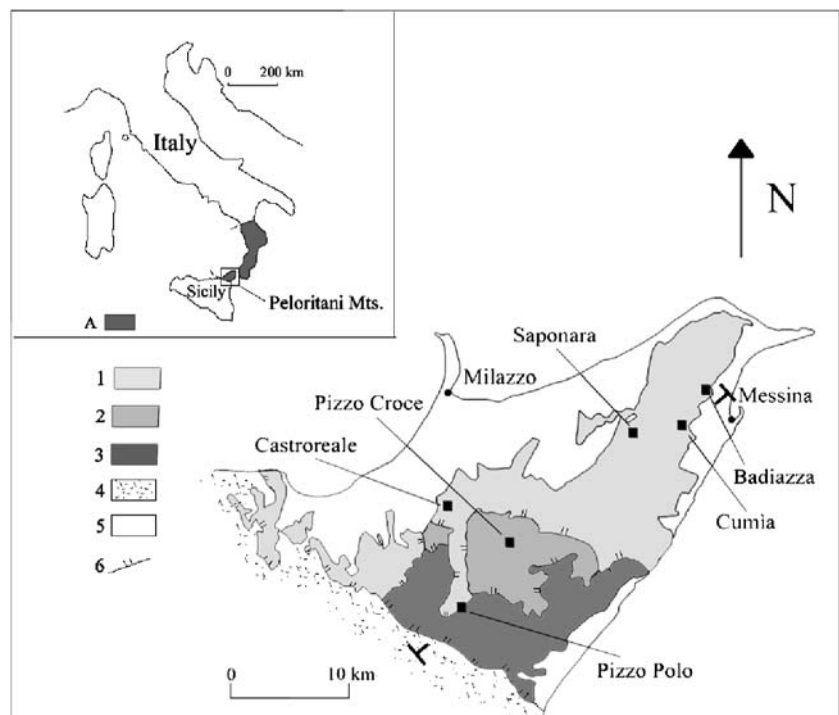 0 200 km
Italy
Sicily
Peloritani Mts.
A
N
1
2
3
4
5
6
Saponara
Milazzo
Pizzo Croce
Messina
Castroreale
Badiazza
Cumìa
0 10 km
Pizzo Polo